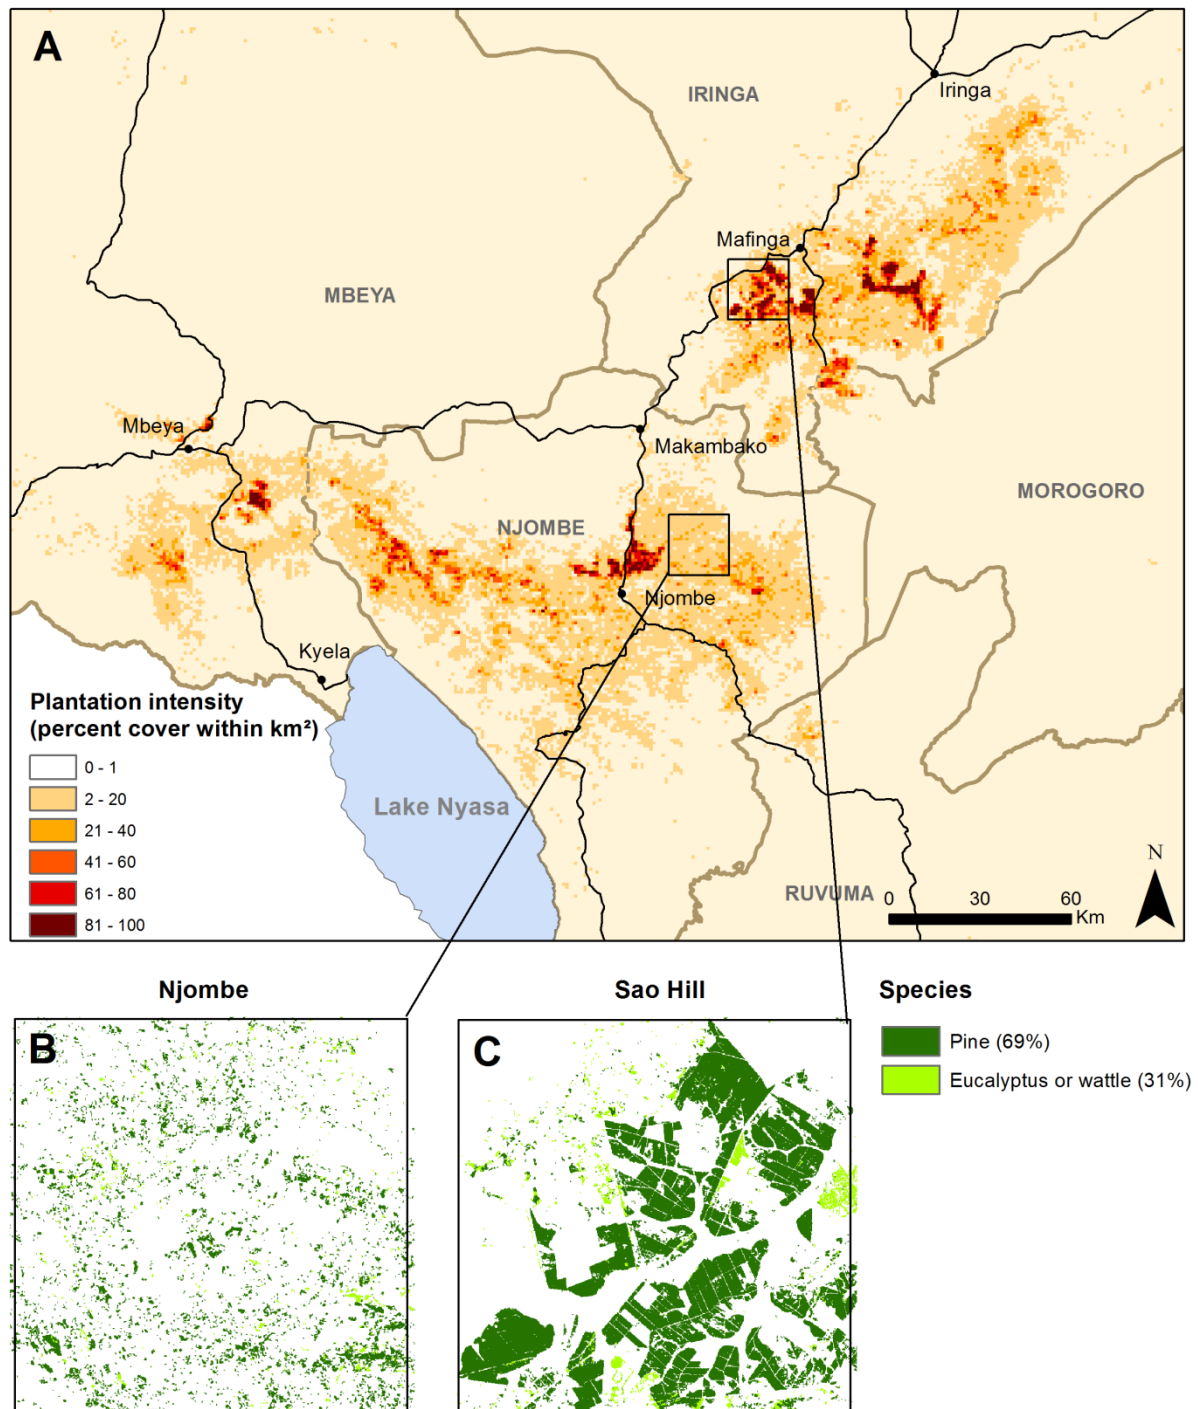 A
IRINGA
Iringa
Mafinga
MBEYA
Mbeya
Makambako
MOROGORO
NJOMBE
Njombe
Kyela
Plantation intensity
(percent cover within km²)
0 - 1
2 - 20
21 - 40
41 - 60
61 - 80
81 - 100
Lake Nyasa
RUVUMA
N
0 30 60
Km
Njombe
Sao Hill
Species
B
C
Pine (69%)
Eucalyptus or wattle (31%)